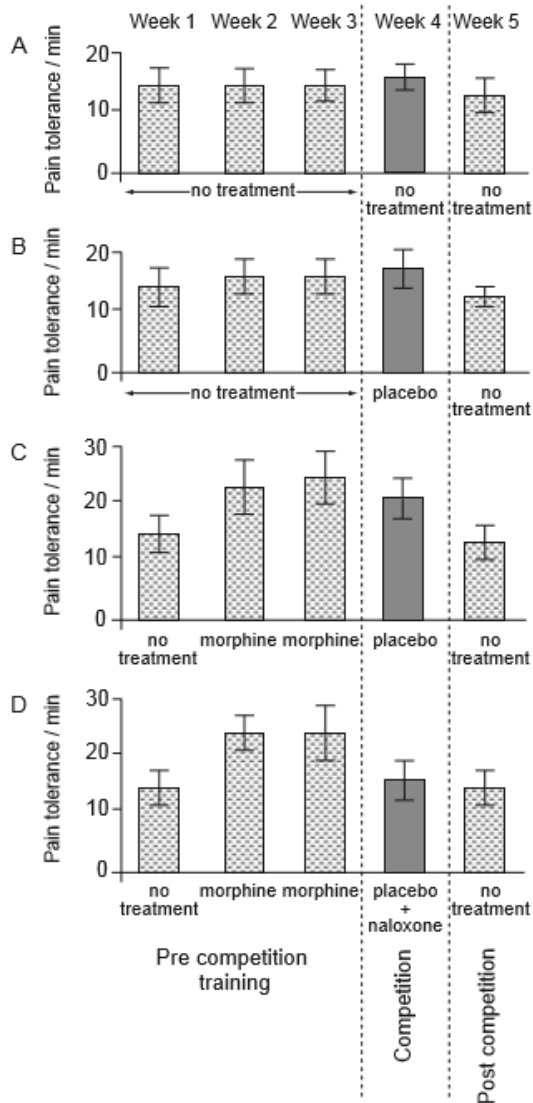 Week 1 Week 2 Week 3 Week 4 Week 5
A
Pain tolerance / min
20
10
0
no treatment
no
treatment
no
treatment
B
Pain tolerance / min
20
10
0
no treatment
placebo
no
treatment
C
Pain tolerance / min
30
20
10
0
no
treatment
morphine
morphine
placebo
no
treatment
D
Pain tolerance / min
30
20
10
0
no
treatment
morphine
morphine
placebo
+
naloxone
no
treatment
Pre competition
training
Competition
Post competition